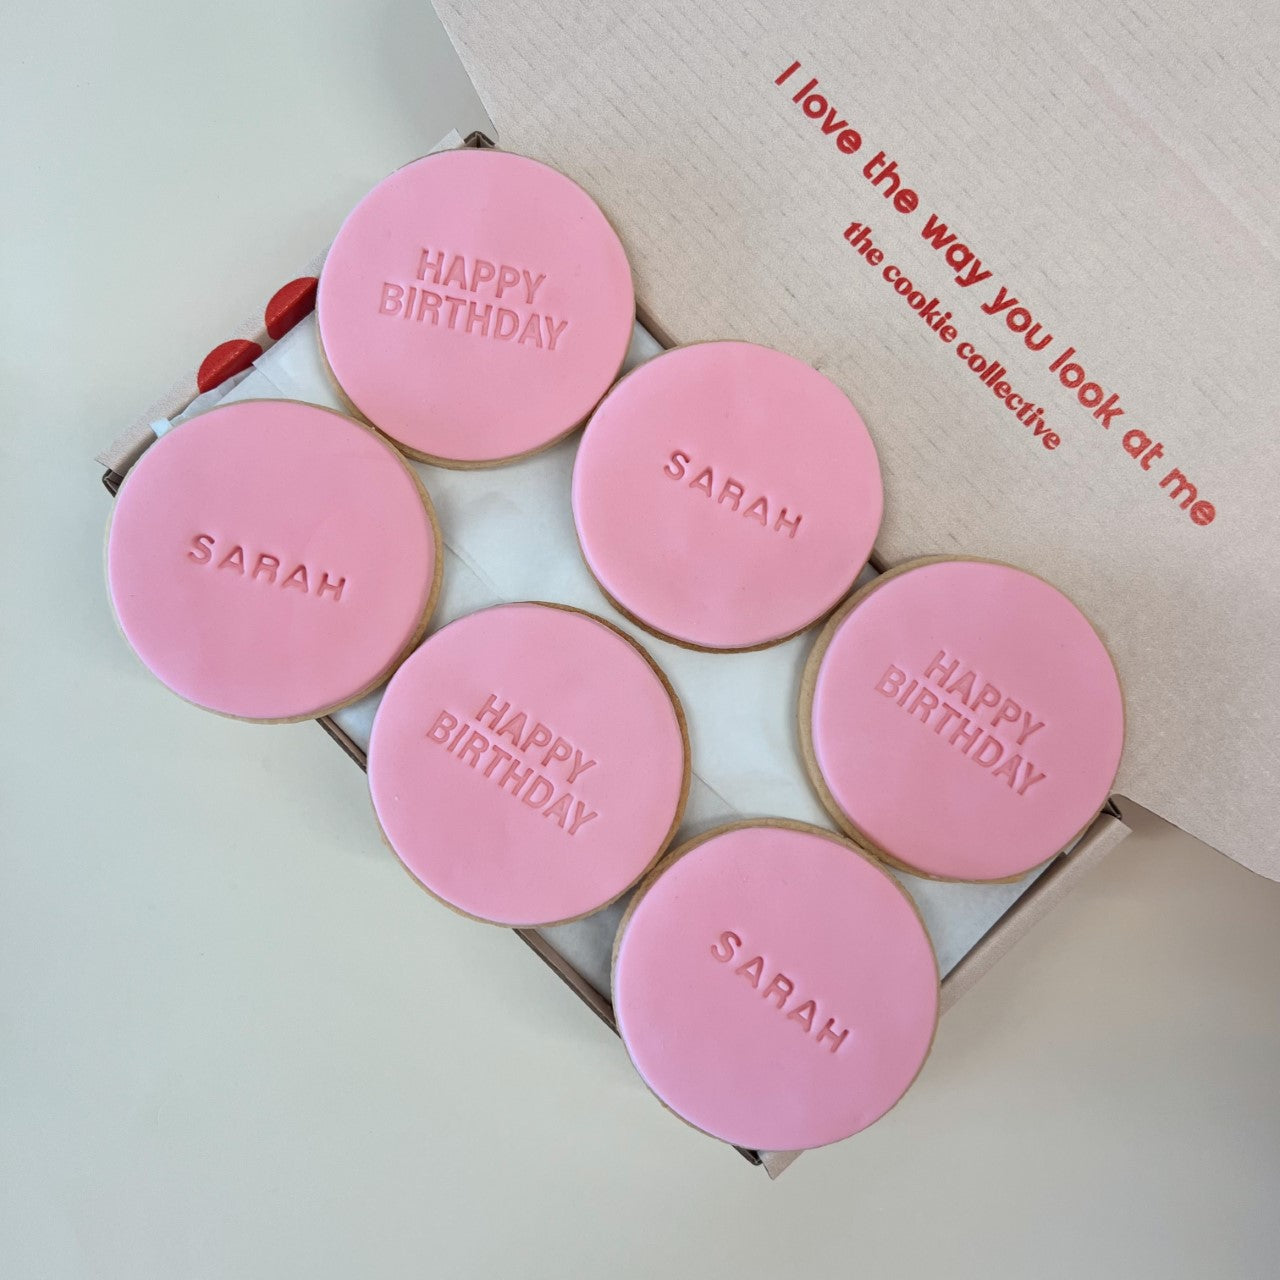 I love the way you look at me
the cookie collective
HAPPY
BIRTHDAY
SARAH
SARAH
HAPPY
BIRTHDAY
HAPPY
BIRTHDAY
SARAH